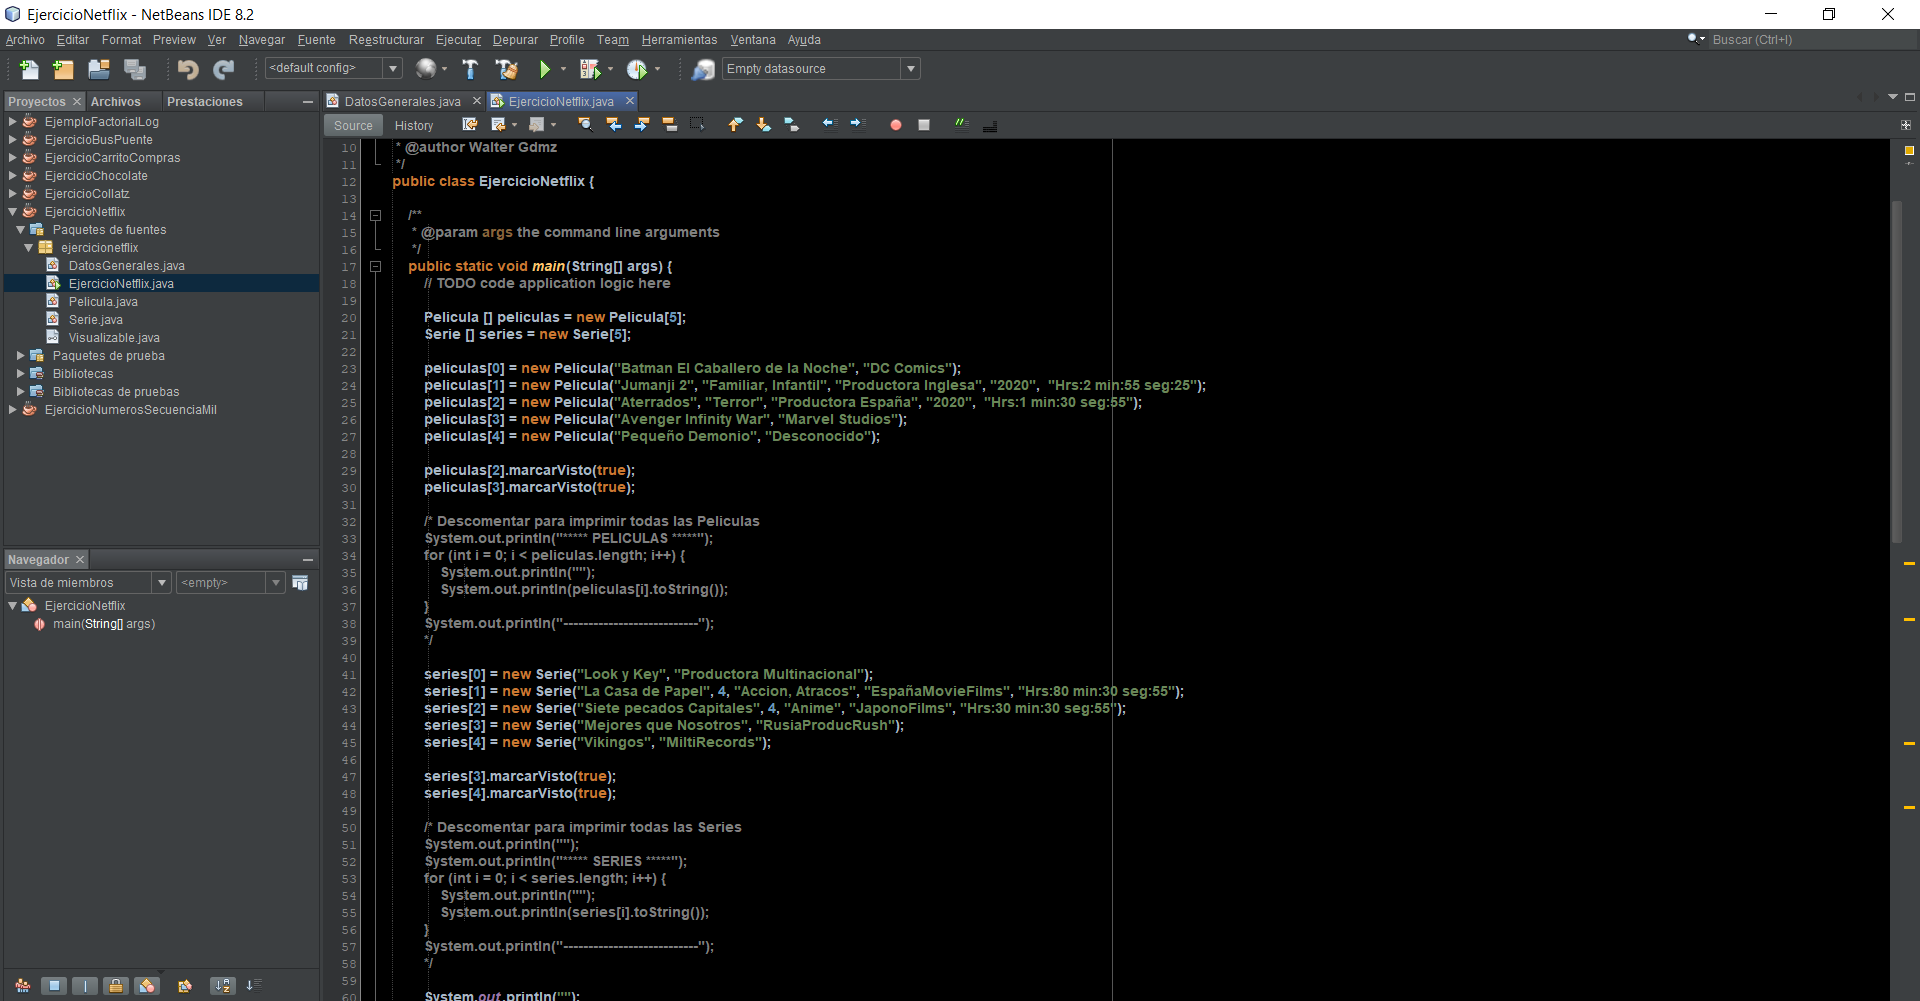 EjercicioNetflix - NetBeans IDE 8.2
Archivo Editar Format Preview Ver Navegar Fuente Reestructurar Ejecutar Depurar Profile Team Herramientas Ventana Ayuda Buscar (Ctrl+I)
<default config> Empty datasource
Proyectos Archivos Prestaciones
EjemploFactorialLog
EjercicioBusPuente
EjercicioCarritoCompras
EjercicioChocolate
EjercicioCollatz
EjercicioNetflix
Paquetes de fuentes
ejercicionetflix
DatosGenerales.java
EjercicioNetflix.java
Pelicula.java
Serie.java
Visualizable.java
Paquetes de prueba
Bibliotecas
Bibliotecas de pruebas
EjercicioNumerosSecuenciaMil
Navegador
Vista de miembros <empty>
EjercicioNetflix
main(String[] args)
DatosGenerales.java EjercicioNetflix.java
Source History
10 * @author Walter Gdmz
11 */
12 public class EjercicioNetflix {
13
14 /**
15 * @param args the command line arguments
16 */
17 public static void main(String[] args) {
18 // TODO code application logic here
19
20 Pelicula [] peliculas = new Pelicula[5];
21 Serie [] series = new Serie[5];
22
23 peliculas[0] = new Pelicula("Batman El Caballero de la Noche", "DC Comics");
24 peliculas[1] = new Pelicula("Jumanji 2", "Familiar, Infantil", "Productora Inglesa", "2020", "Hrs:2 min:55 seg:25");
25 peliculas[2] = new Pelicula("Aterrados", "Terror", "Productora España", "2020", "Hrs:1 min:30 seg:55");
26 peliculas[3] = new Pelicula("Avenger Infinity War", "Marvel Studios");
27 peliculas[4] = new Pelicula("Pequeño Demonio", "Desconocido");
28
29 peliculas[2].marcarVisto(true);
30 peliculas[3].marcarVisto(true);
31
32 /* Descomentar para imprimir todas las Peliculas
33 System.out.println("***** PELICULAS *****");
34 for (int i = 0; i < peliculas.length; i++) {
35 System.out.println("");
36 System.out.println(peliculas[i].toString());
37 }
38 System.out.println("---------------------------");
39 */
40
41 series[0] = new Serie("Look y Key", "Productora Multinacional");
42 series[1] = new Serie("La Casa de Papel", 4, "Accion, Atracos", "EspañaMovieFilms", "Hrs:80 min:30 seg:55");
43 series[2] = new Serie("Siete pecados Capitales", 4, "Anime", "JaponoFilms", "Hrs:30 min:30 seg:55");
44 series[3] = new Serie("Mejores que Nosotros", "RusiaProducRush");
45 series[4] = new Serie("Vikingos", "MiltiRecords");
46
47 series[3].marcarVisto(true);
48 series[4].marcarVisto(true);
49
50 /* Descomentar para imprimir todas las Series
51 System.out.println("");
52 System.out.println("***** SERIES *****");
53 for (int i = 0; i < series.length; i++) {
54 System.out.println("");
55 System.out.println(series[i].toString());
56 }
57 System.out.println("---------------------------");
58 */
59
60 System.out.println("");